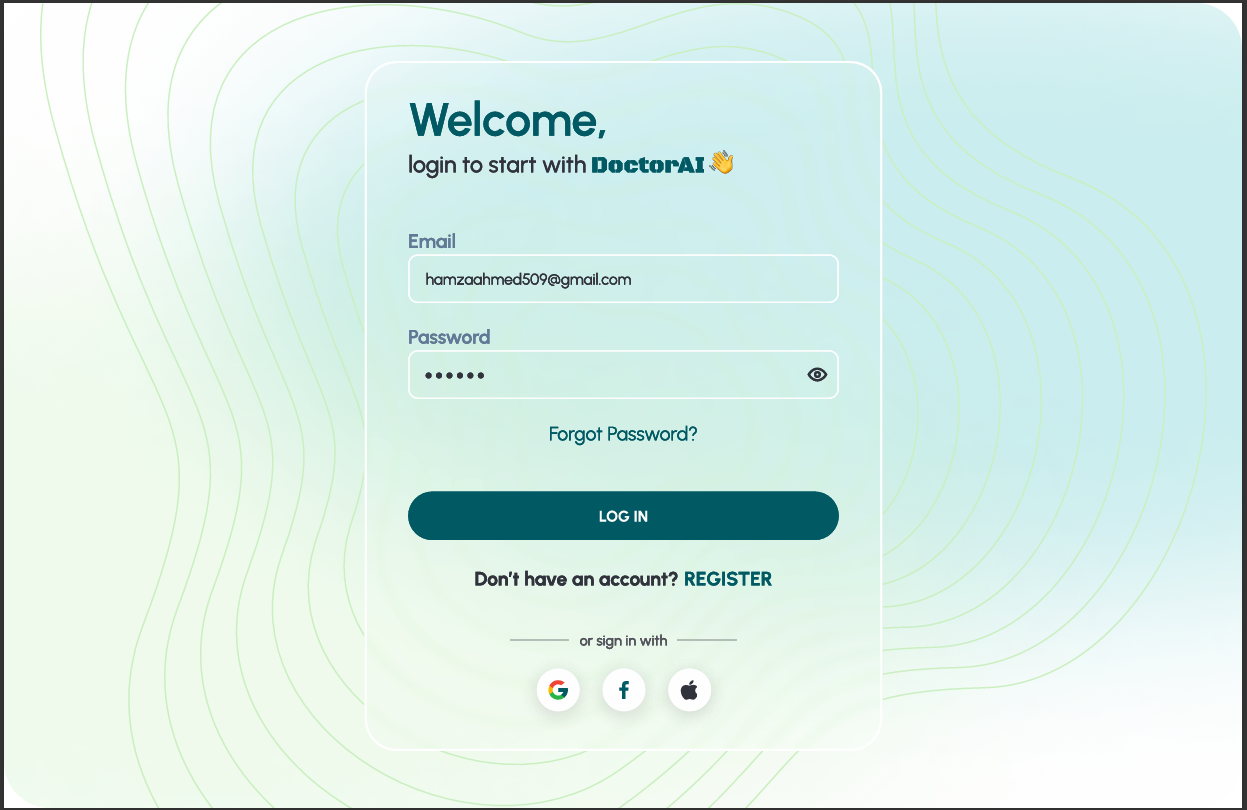 Welcome,
login to start with DoctorAI 👋
Email
hamzaahmed509@gmail.com
Password
••••••
Forgot Password?
LOG IN
Don't have an account? REGISTER
or sign in with